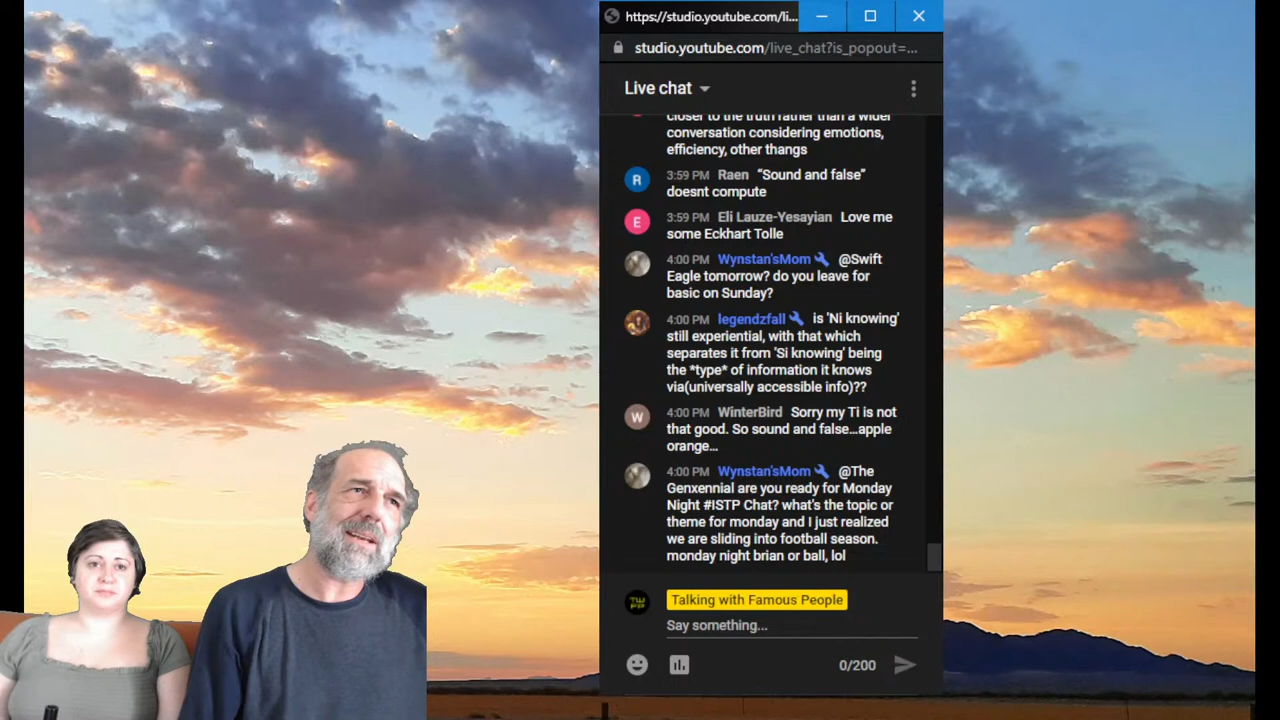 https://studio.youtube.com/li...
studio.youtube.com/live_chat?is_popout=...
Live chat
closer to the truth rather than a wider
conversation considering emotions,
efficiency, other thangs
R 3:59 PM Raen “Sound and false”
doesnt compute
E 3:59 PM Eli Lauze-Yesayian Love me
some Eckhart Tolle
4:00 PM Wynstan'sMom @Swift
Eagle tomorrow? do you leave for
basic on Sunday?
4:00 PM legendzfall is 'Ni knowing'
still experiential, with that which
separates it from 'Si knowing' being
the *type* of information it knows
via(universally accessible info)??
W 4:00 PM WinterBird Sorry my Ti is not
that good. So sound and false...apple
orange...
4:00 PM Wynstan'sMom @The
Genxennial are you ready for Monday
Night #ISTP Chat? what's the topic or
theme for monday and I just realized
we are sliding into football season.
monday night brian or ball, lol
TW
FP
Talking with Famous People
Say something...
0/200